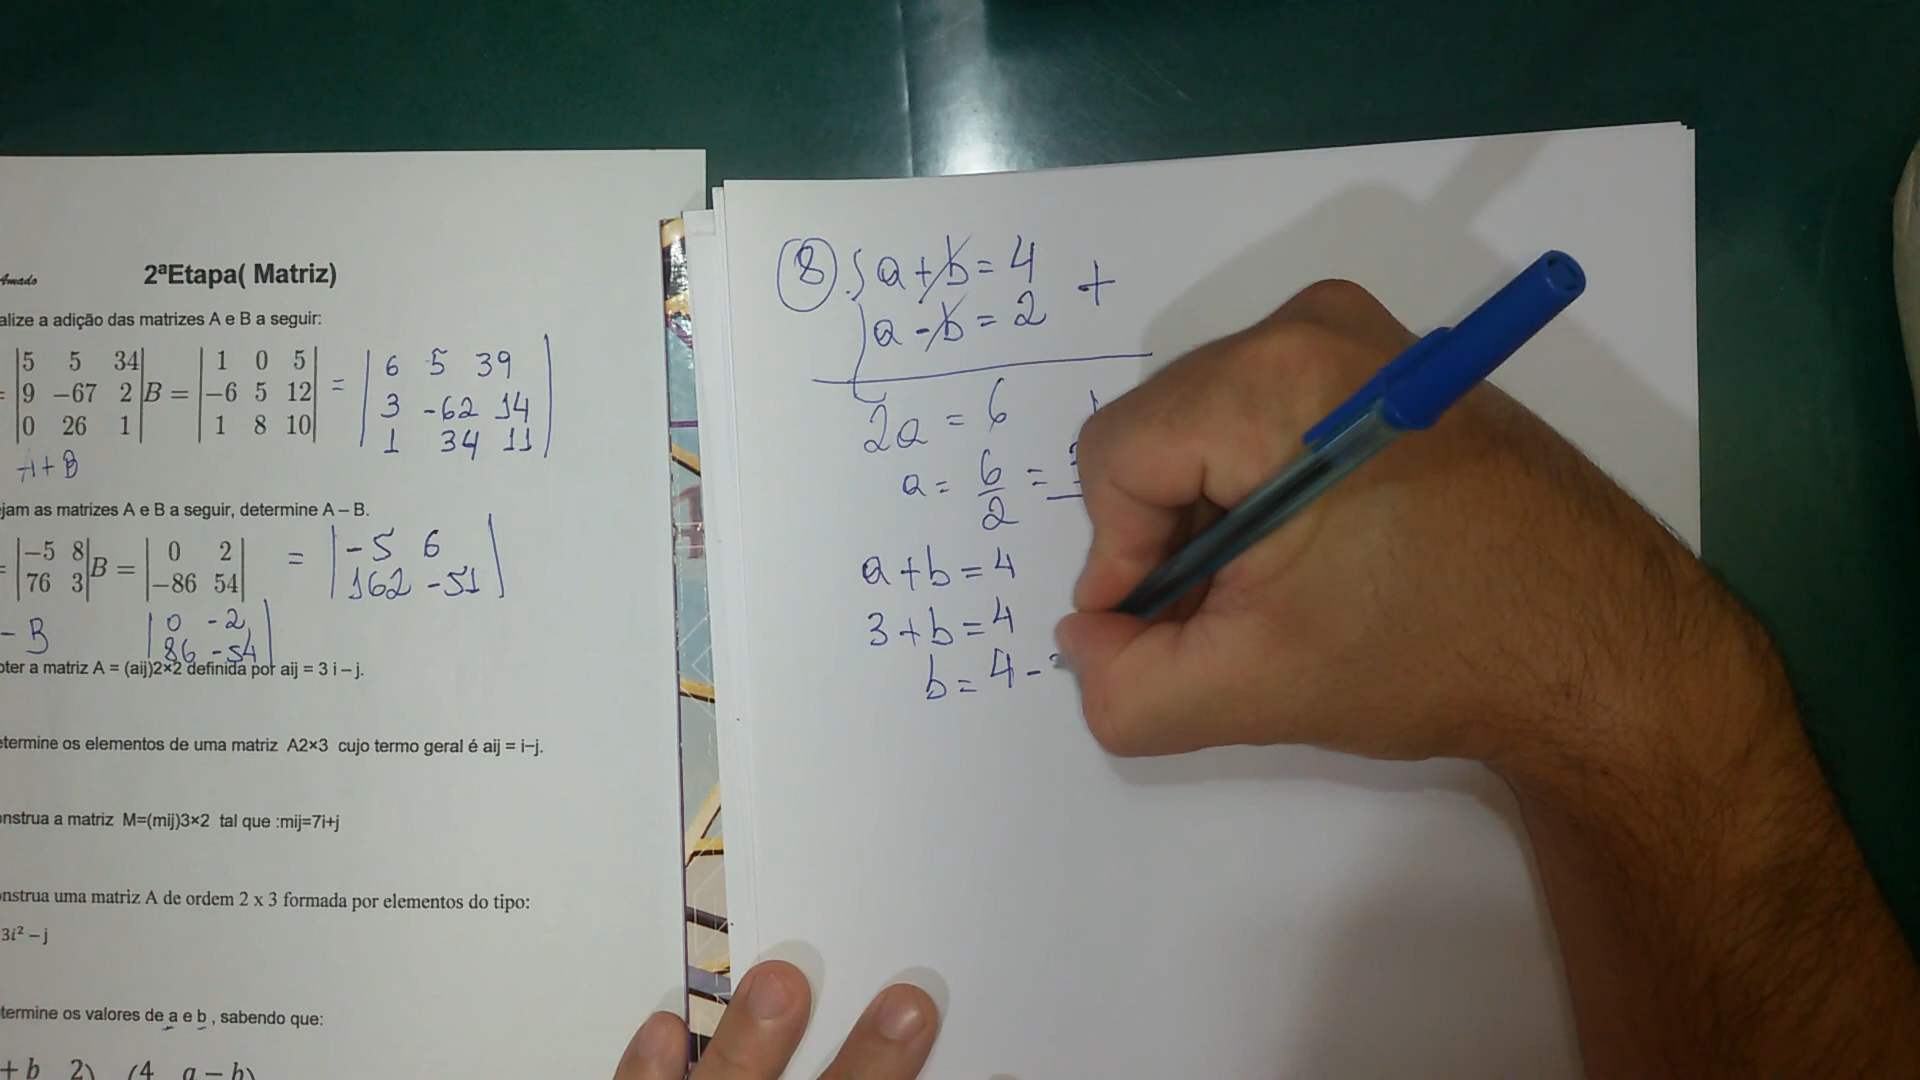 Amado 2ªEtapa( Matriz)
alize a adição das matrizes A e B a seguir:
= |5 5 34| B = |1 0 5| = |6 5 39|
|9 −67 2| |−6 5 12| |3 -62 14|
|0 26 1| |1 8 10| |1 34 11|
A+B
jam as matrizes A e B a seguir, determine A – B.
= |−5 8| B = |0 2| = |-5 6|
|76 3| |−86 54| |162 -51|
- B |0 -2|
|86 -54|
oter a matriz A = (aij)2×2 definida por aij = 3 i – j.
etermine os elementos de uma matriz A2×3 cujo termo geral é aij = i–j.
onstrua a matriz M=(mij)3×2 tal que :mij=7i+j
onstrua uma matriz A de ordem 2 x 3 formada por elementos do tipo:
3i² – j
termine os valores de a e b , sabendo que:
+ b 2) (4 a − b)
8 { a + b = 4 +
a - b = 2
2a = 6
a = 6/2 =
a + b = 4
3 + b = 4
b = 4 -